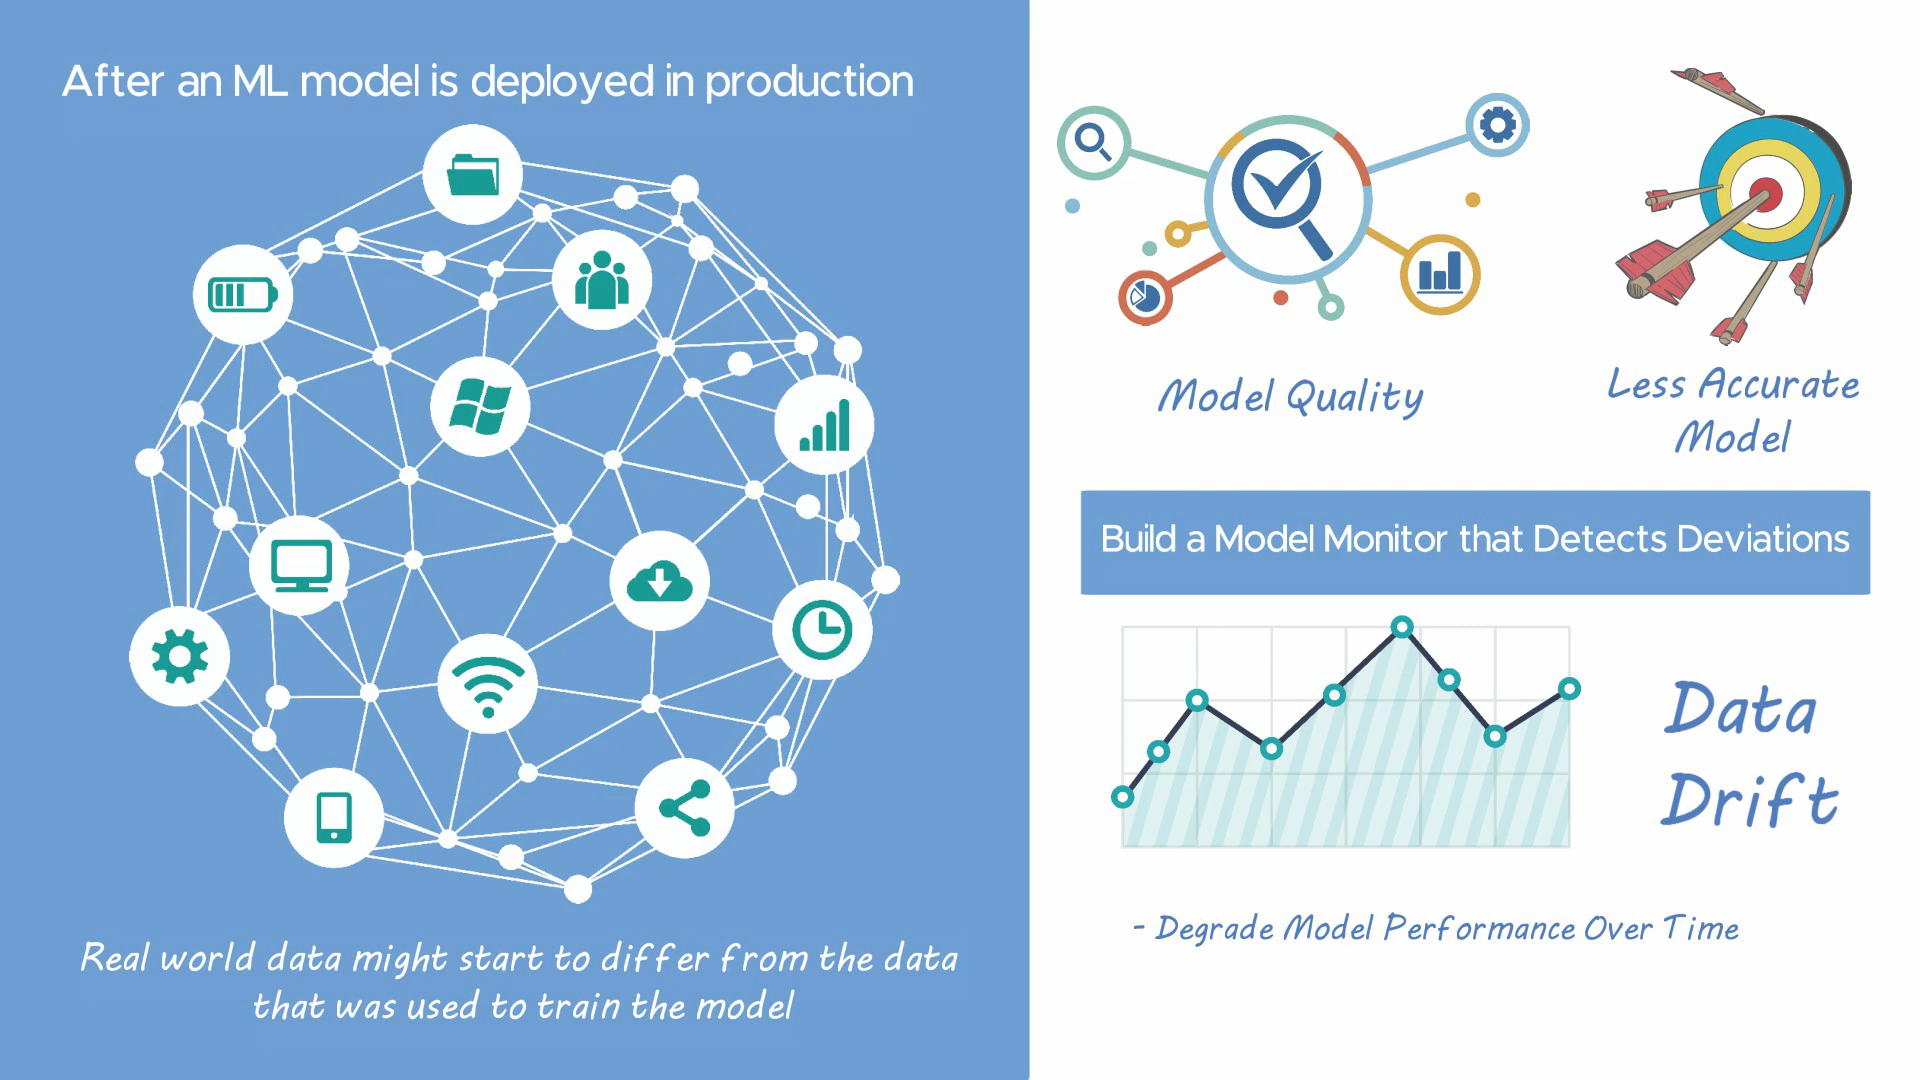 After an ML model is deployed in production
Real world data might start to differ from the data
that was used to train the model
Model Quality
Less Accurate
Model
Build a Model Monitor that Detects Deviations
Data
Drift
- Degrade Model Performance Over Time